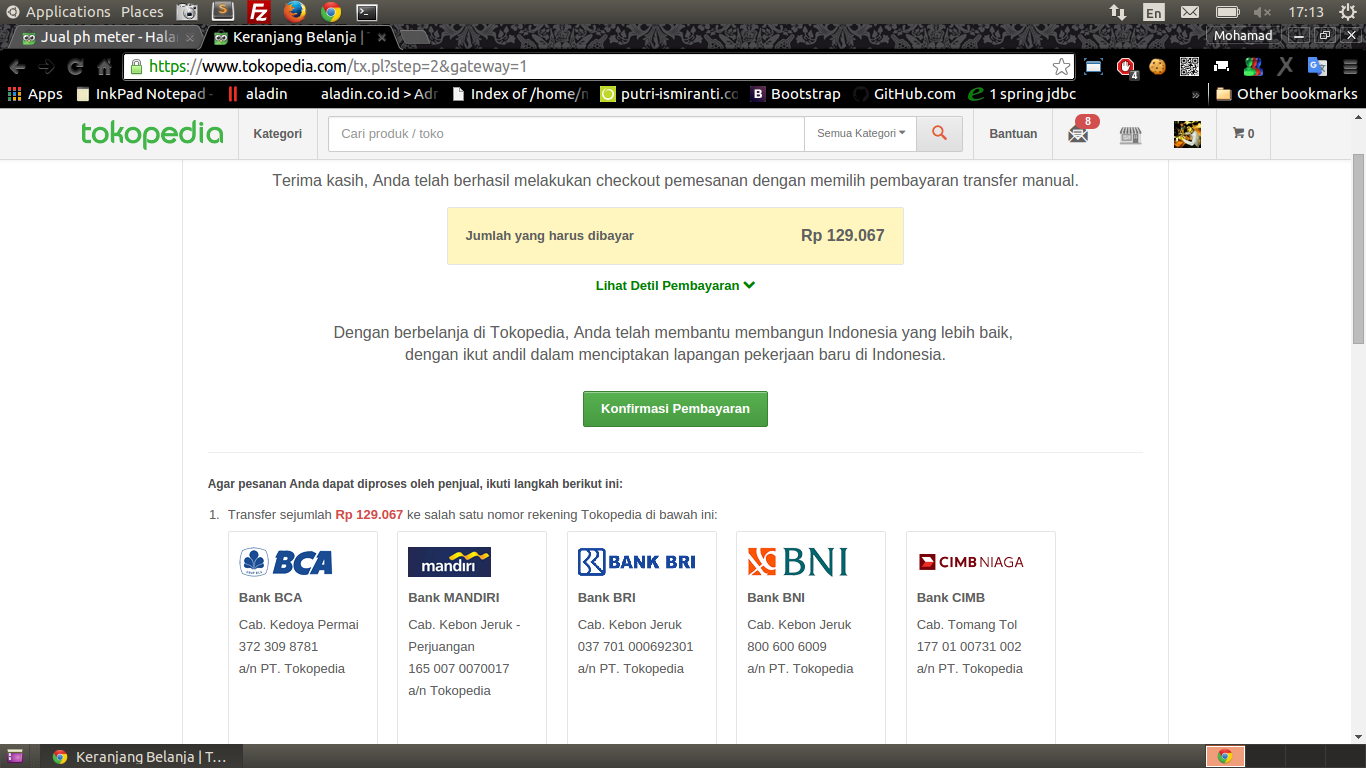 Applications Places
En
17:13
Jual ph meter - Hala
Keranjang Belanja | T
Mohamad
https://www.tokopedia.com/tx.pl?step=2&gateway=1
4
Apps
InkPad Notepad -
aladin
aladin.co.id > Adr
Index of /home/n
putri-ismiranti.co
Bootstrap
GitHub.com
1 spring jdbc
»
Other bookmarks
tokopedia
Kategori
Cari produk / toko
Semua Kategori
Bantuan
8
0
Terima kasih, Anda telah berhasil melakukan checkout pemesanan dengan memilih pembayaran transfer manual.
Jumlah yang harus dibayar
Rp 129.067
Lihat Detil Pembayaran
Dengan berbelanja di Tokopedia, Anda telah membantu membangun Indonesia yang lebih baik,
dengan ikut andil dalam menciptakan lapangan pekerjaan baru di Indonesia.
Konfirmasi Pembayaran
Agar pesanan Anda dapat diproses oleh penjual, ikuti langkah berikut ini:
1. Transfer sejumlah Rp 129.067 ke salah satu nomor rekening Tokopedia di bawah ini:
BCA
Bank BCA
Cab. Kedoya Permai
372 309 8781
a/n PT. Tokopedia
mandiri
Bank MANDIRI
Cab. Kebon Jeruk -
Perjuangan
165 007 0070017
a/n Tokopedia
BANK BRI
Bank BRI
Cab. Kebon Jeruk
037 701 000692301
a/n PT. Tokopedia
BNI
Bank BNI
Cab. Kebon Jeruk
800 600 6009
a/n PT. Tokopedia
CIMB NIAGA
Bank CIMB
Cab. Tomang Tol
177 01 00731 002
a/n PT. Tokopedia
Keranjang Belanja | T...